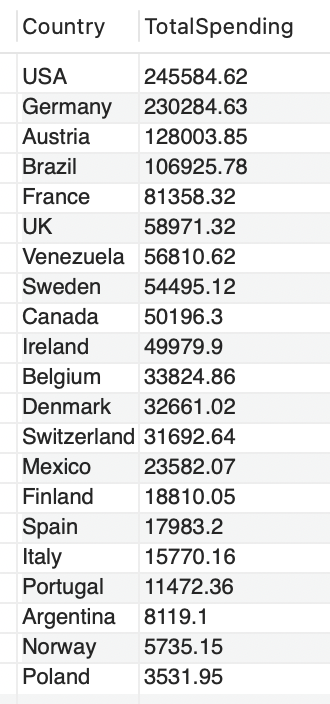 Country TotalSpending
USA 245584.62
Germany 230284.63
Austria 128003.85
Brazil 106925.78
France 81358.32
UK 58971.32
Venezuela 56810.62
Sweden 54495.12
Canada 50196.3
Ireland 49979.9
Belgium 33824.86
Denmark 32661.02
Switzerland 31692.64
Mexico 23582.07
Finland 18810.05
Spain 17983.2
Italy 15770.16
Portugal 11472.36
Argentina 8119.1
Norway 5735.15
Poland 3531.95